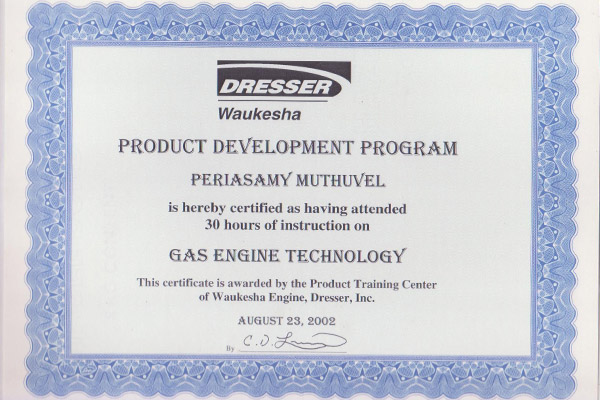 DRESSER
Waukesha
PRODUCT DEVELOPMENT PROGRAM
PERIASAMY MUTHUVEL
is hereby certified as having attended
30 hours of instruction on
GAS ENGINE TECHNOLOGY
This certificate is awarded by the Product Training Center
of Waukesha Engine, Dresser, Inc.
AUGUST 23, 2002
By C. D.